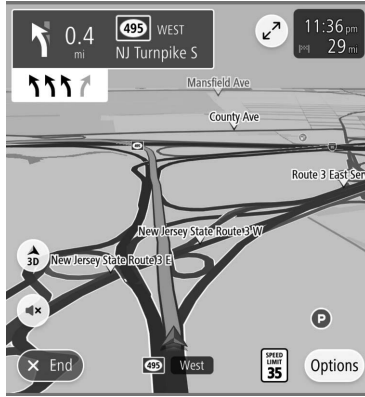 0.4
mi
495 WEST
NJ Turnpike S
11:36 pm
29 mi
Mansfield Ave
County Ave
Route 3 East Ser
New Jersey State Route 3 W
New Jersey State Route 3 E
3D
P
X End
495 West
SPEED
LIMIT
35
Options